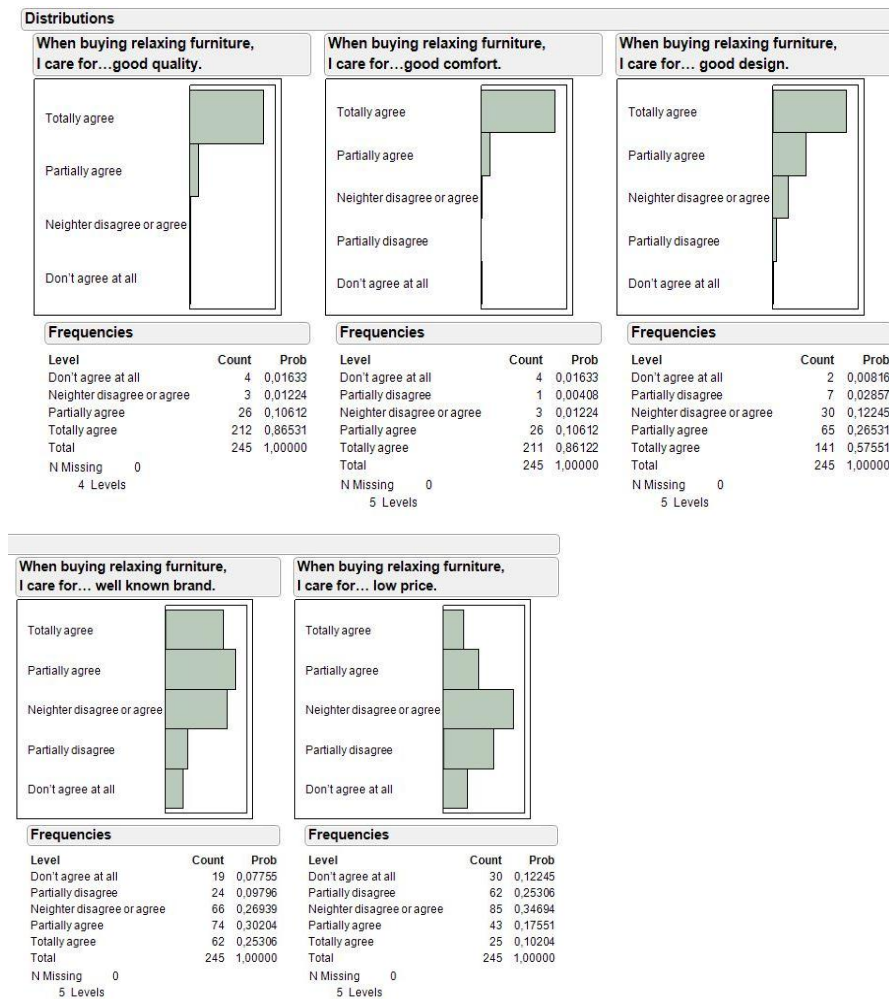 Distributions
When buying relaxing furniture,
I care for…good quality.
Totally agree
Partially agree
Neighter disagree or agree
Don't agree at all
Frequencies
Level Count Prob
Don't agree at all 4 0,01633
Neighter disagree or agree 3 0,01224
Partially agree 26 0,10612
Totally agree 212 0,86531
Total 245 1,00000
N Missing 0
4 Levels
When buying relaxing furniture,
I care for…good comfort.
Totally agree
Partially agree
Neighter disagree or agree
Partially disagree
Don't agree at all
Frequencies
Level Count Prob
Don't agree at all 4 0,01633
Partially disagree 1 0,00408
Neighter disagree or agree 3 0,01224
Partially agree 26 0,10612
Totally agree 211 0,86122
Total 245 1,00000
N Missing 0
5 Levels
When buying relaxing furniture,
I care for… good design.
Totally agree
Partially agree
Neighter disagree or agree
Partially disagree
Don't agree at all
Frequencies
Level Count Prob
Don't agree at all 2 0,00816
Partially disagree 7 0,02857
Neighter disagree or agree 30 0,12245
Partially agree 65 0,26531
Totally agree 141 0,57551
Total 245 1,00000
N Missing 0
5 Levels
When buying relaxing furniture,
I care for… well known brand.
Totally agree
Partially agree
Neighter disagree or agree
Partially disagree
Don't agree at all
Frequencies
Level Count Prob
Don't agree at all 19 0,07755
Partially disagree 24 0,09796
Neighter disagree or agree 66 0,26939
Partially agree 74 0,30204
Totally agree 62 0,25306
Total 245 1,00000
N Missing 0
5 Levels
When buying relaxing furniture,
I care for… low price.
Totally agree
Partially agree
Neighter disagree or agree
Partially disagree
Don't agree at all
Frequencies
Level Count Prob
Don't agree at all 30 0,12245
Partially disagree 62 0,25306
Neighter disagree or agree 85 0,34694
Partially agree 43 0,17551
Totally agree 25 0,10204
Total 245 1,00000
N Missing 0
5 Levels